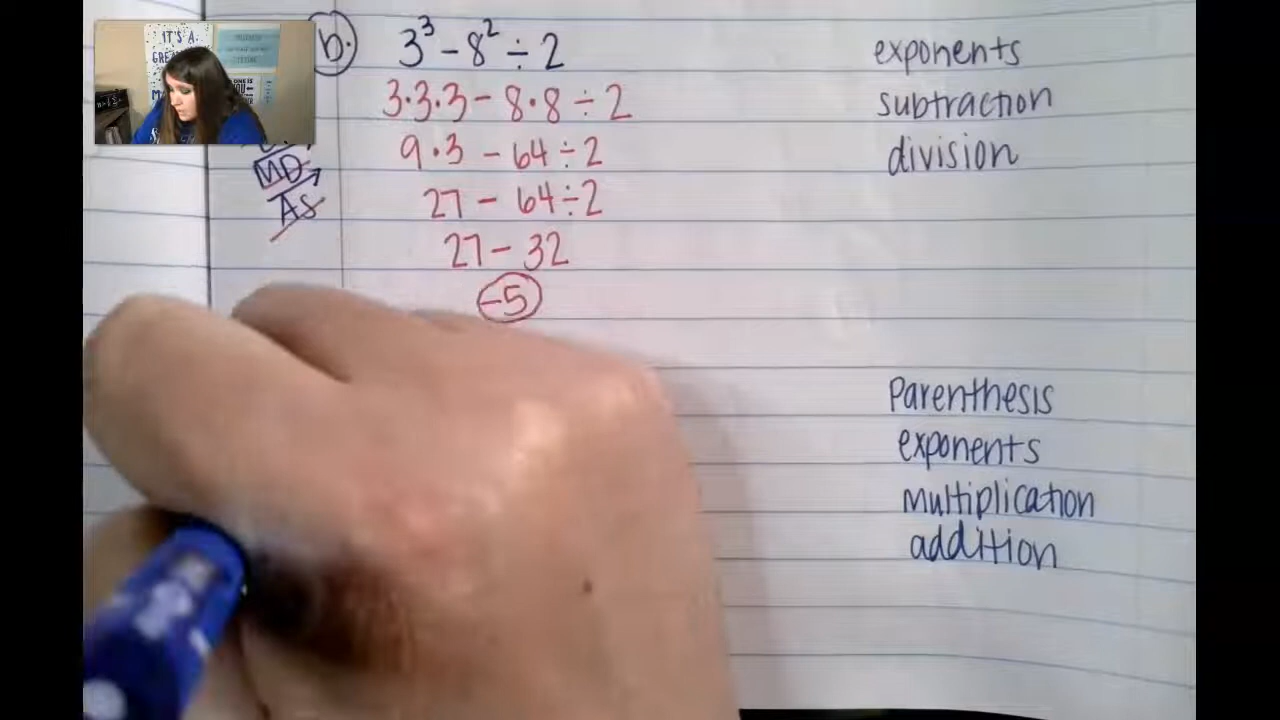 b.) 3³ - 8² ÷ 2
3·3·3 - 8·8 ÷ 2
9·3 - 64 ÷ 2
27 - 64 ÷ 2
27 - 32
-5
MD
AS
exponents
subtraction
division
Parenthesis
exponents
multiplication
addition
IT'S A